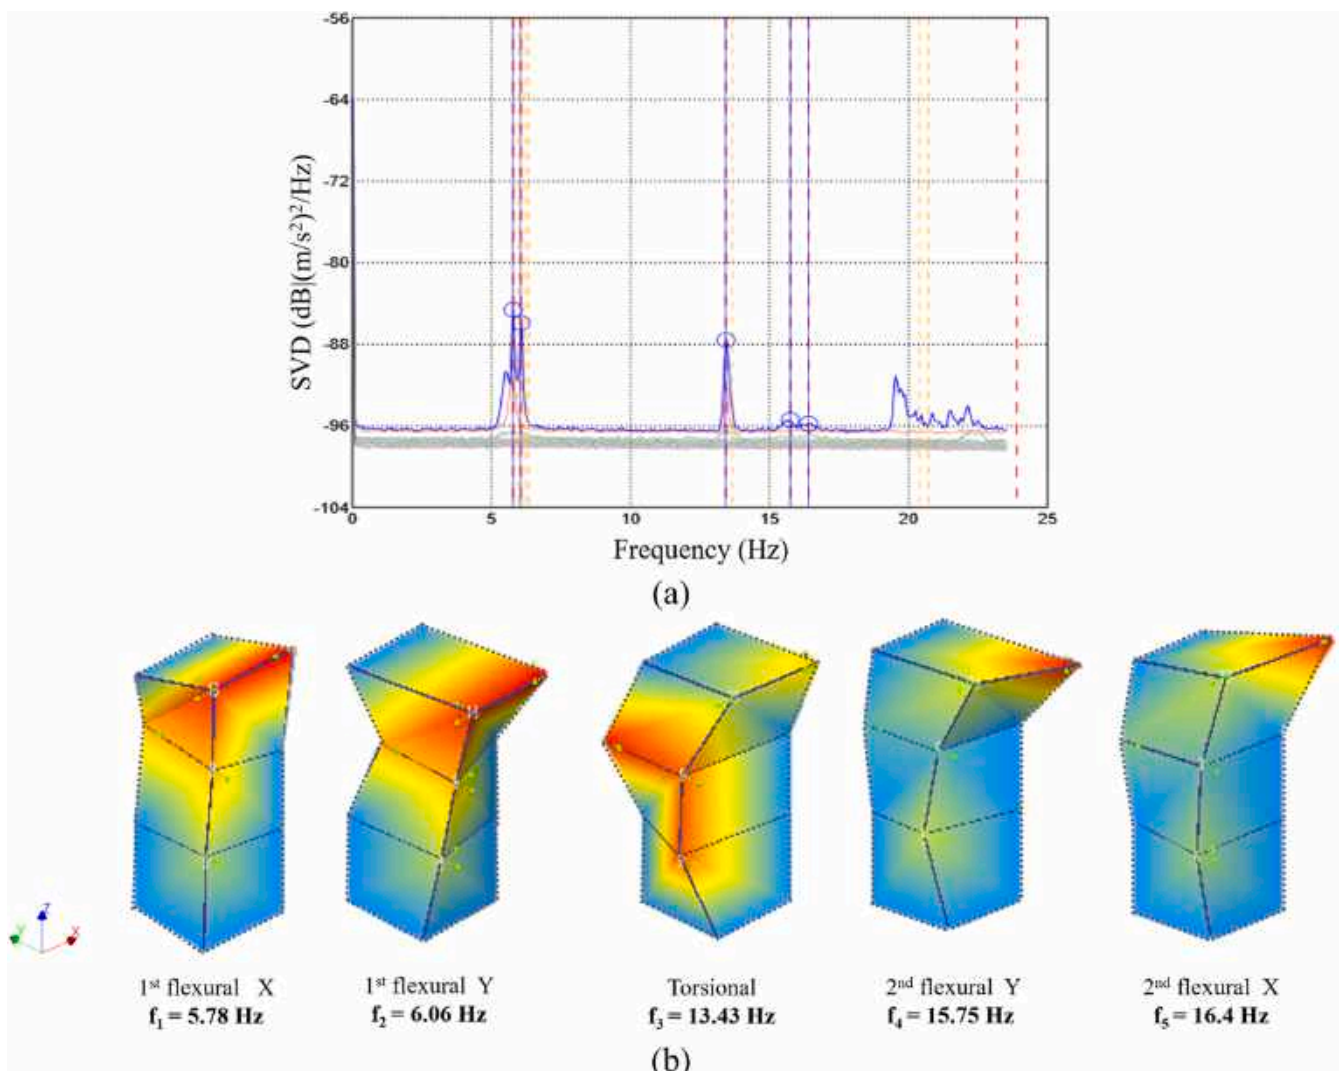 -56
-64
-72
-80
-88
-96
-104
SVD (dB|(m/s²)²/Hz)
0 5 10 15 20 25
Frequency (Hz)
(a)
Z
Y X
1st flexural X 1st flexural Y Torsional 2nd flexural Y 2nd flexural X
f1 = 5.78 Hz f2 = 6.06 Hz f3 = 13.43 Hz f4 = 15.75 Hz f5 = 16.4 Hz
(b)